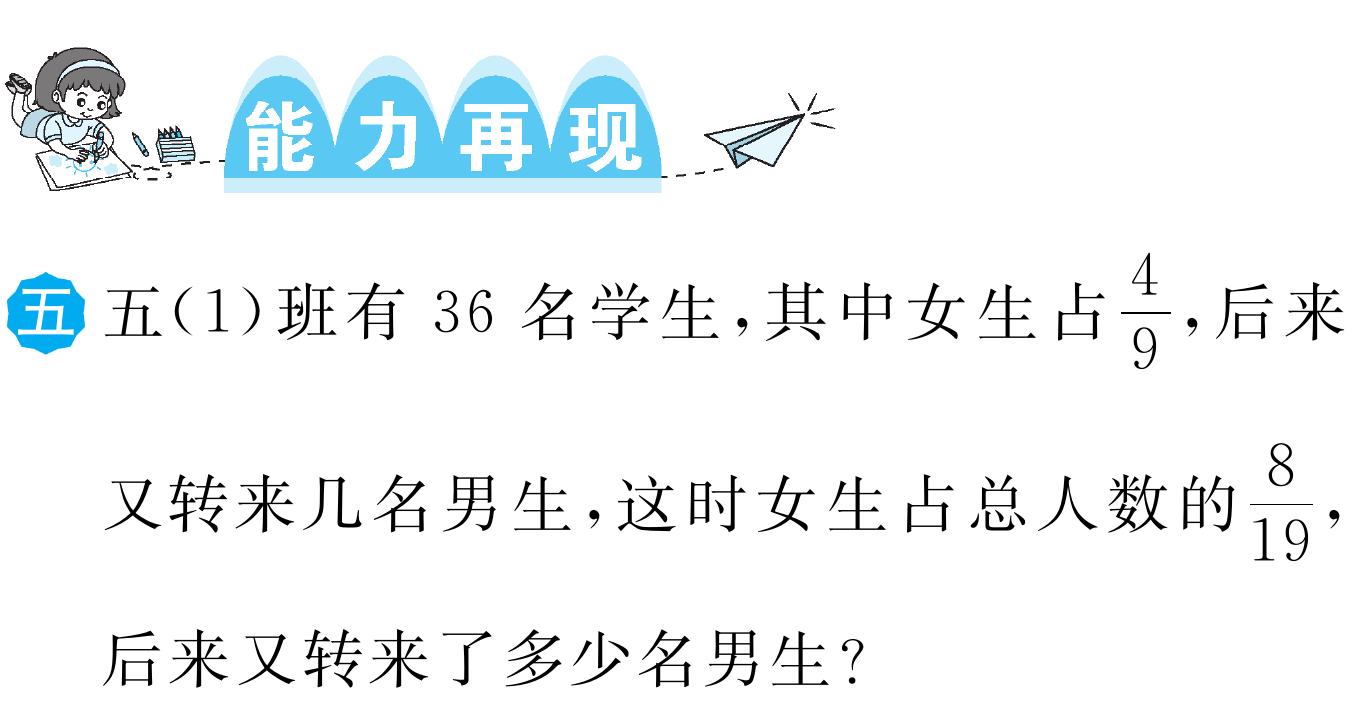 能力再现
五 五(1)班有 36 名学生,其中女生占4/9,后来
又转来几名男生,这时女生占总人数的8/19,
后来又转来了多少名男生?